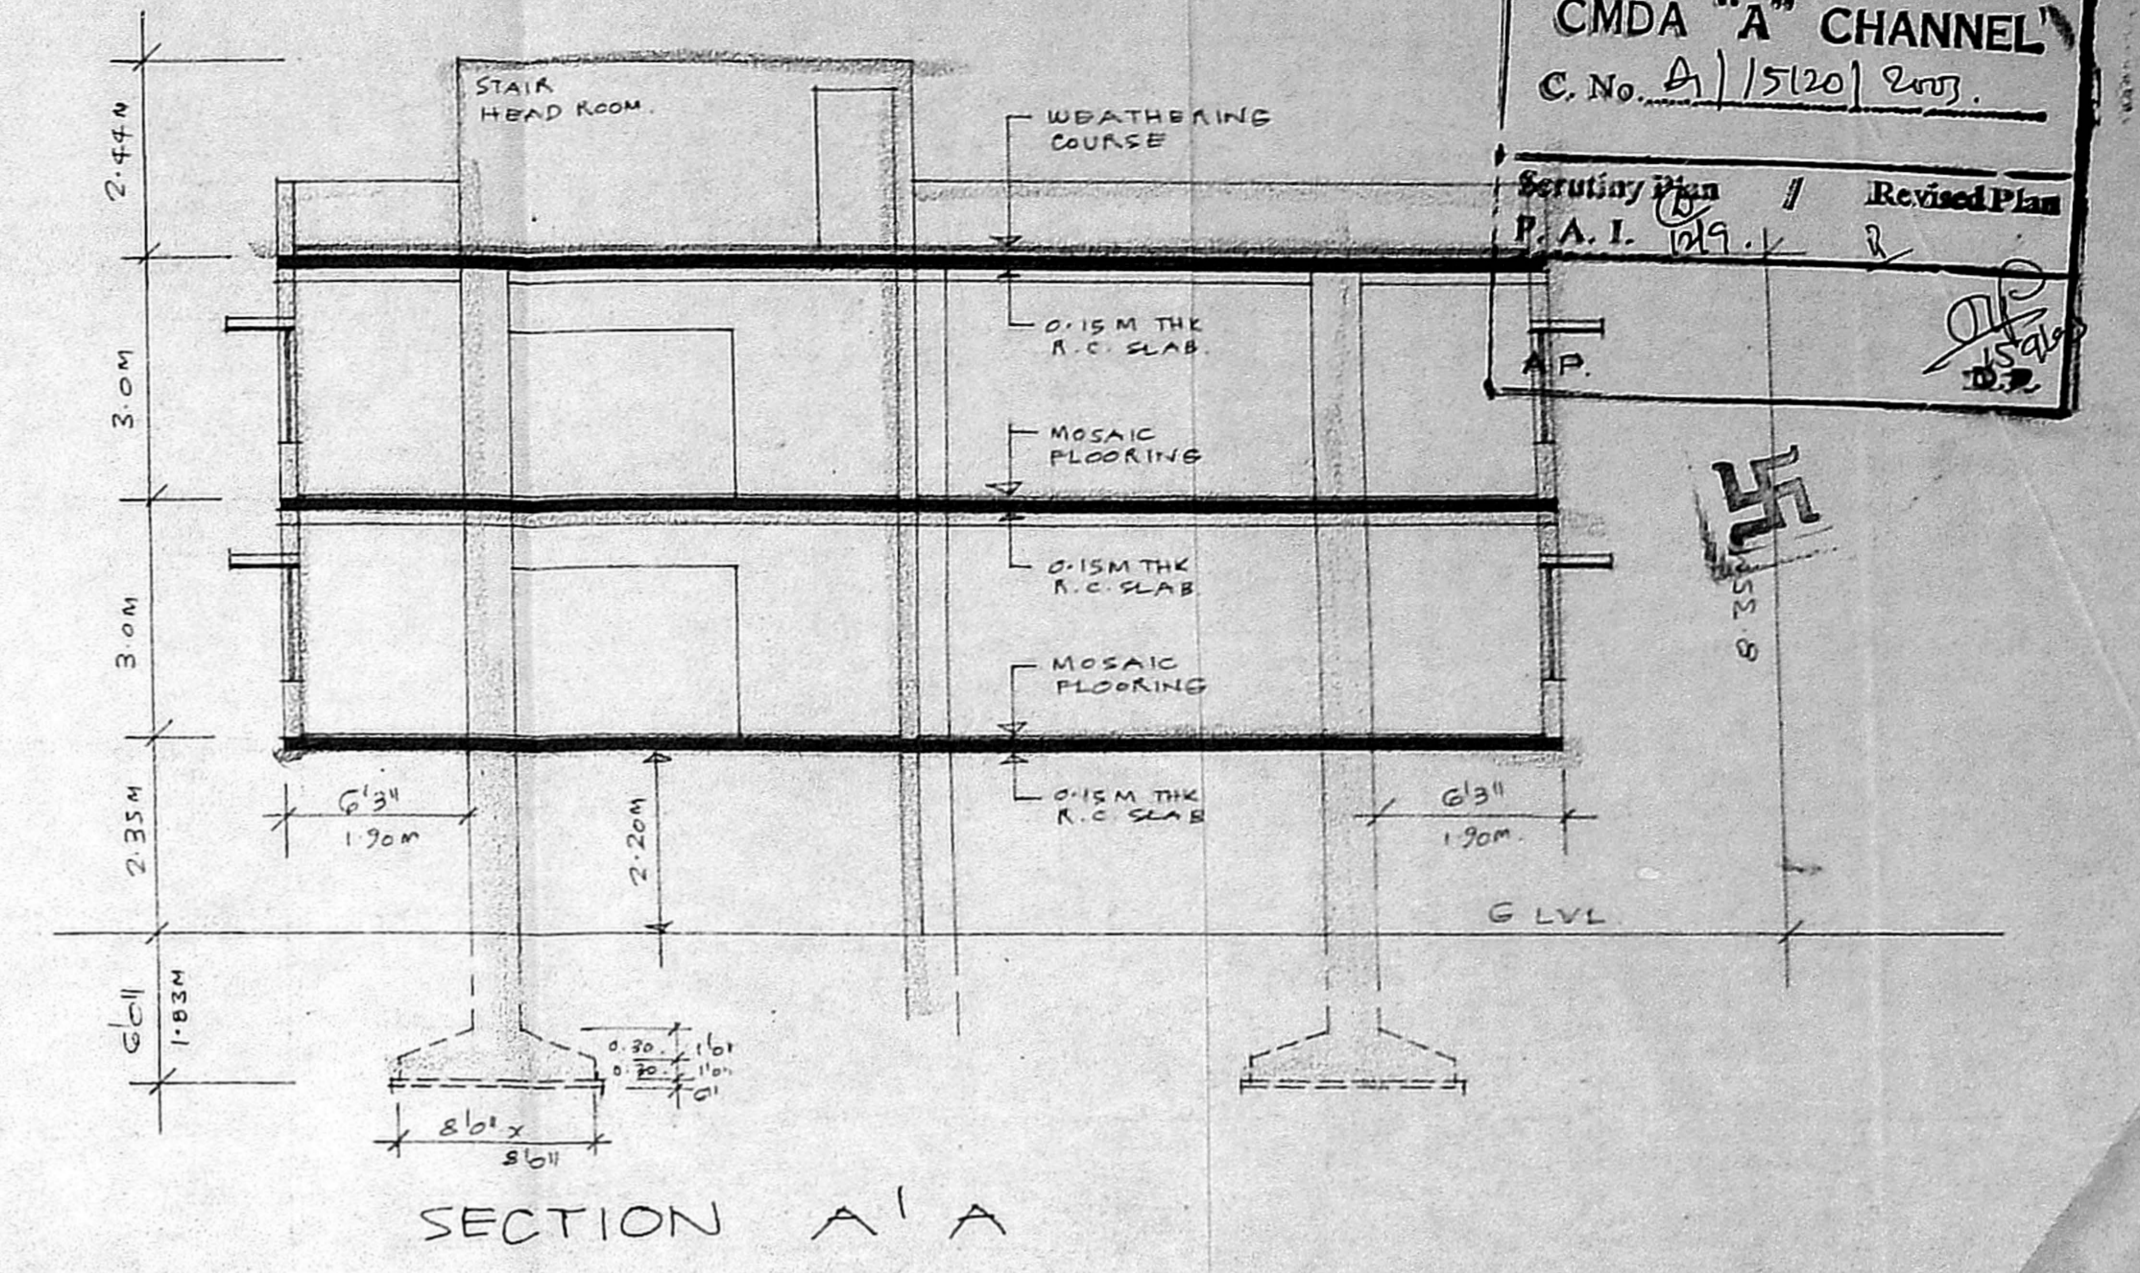 CMDA "A" CHANNEL
C. No. A1/15120/2003.
Scrutiny Plan / Revised Plan
P. A. I.
A.P.
D.P.
STAIR
HEAD ROOM.
WEATHERING
COURSE
2.44M
0.15 M THK
R.C. SLAB.
3.0M
MOSAIC
FLOORING
0.15M THK
R.C. SLAB
3.0M
8.35M
MOSAIC
FLOORING
0.15M THK
R.C. SLAB
6'3"
1.90M
2.35M
2.20M
6'3"
1.90M.
G LVL
6'0"
1.83M
0.30. 1'0"
0.30. 1'0"
6"
8'0" x
8'0"
SECTION A' A